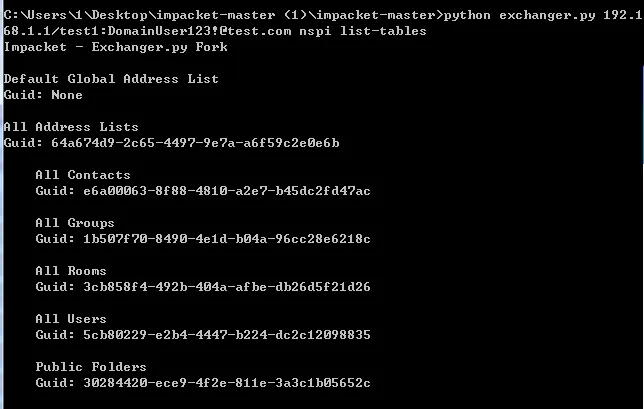 C:\Users\1\Desktop\impacket-master (1)\impacket-master>python exchanger.py 192.1
68.1.1/test1:DomainUser123!@test.com nspi list-tables
Impacket - Exchanger.py Fork
Default Global Address List
Guid: None
All Address Lists
Guid: 64a674d9-2c65-4497-9e7a-a6f59c2e0e6b
All Contacts
Guid: e6a00063-8f88-4810-a2e7-b45dc2fd47ac
All Groups
Guid: 1b507f70-8490-4e1d-b04a-96cc28e6218c
All Rooms
Guid: 3cb858f4-492b-404a-afbe-db26d5f21d26
All Users
Guid: 5cb80229-e2b4-4447-b224-dc2c12098835
Public Folders
Guid: 30284420-ece9-4f2e-811e-3a3c1b05652c